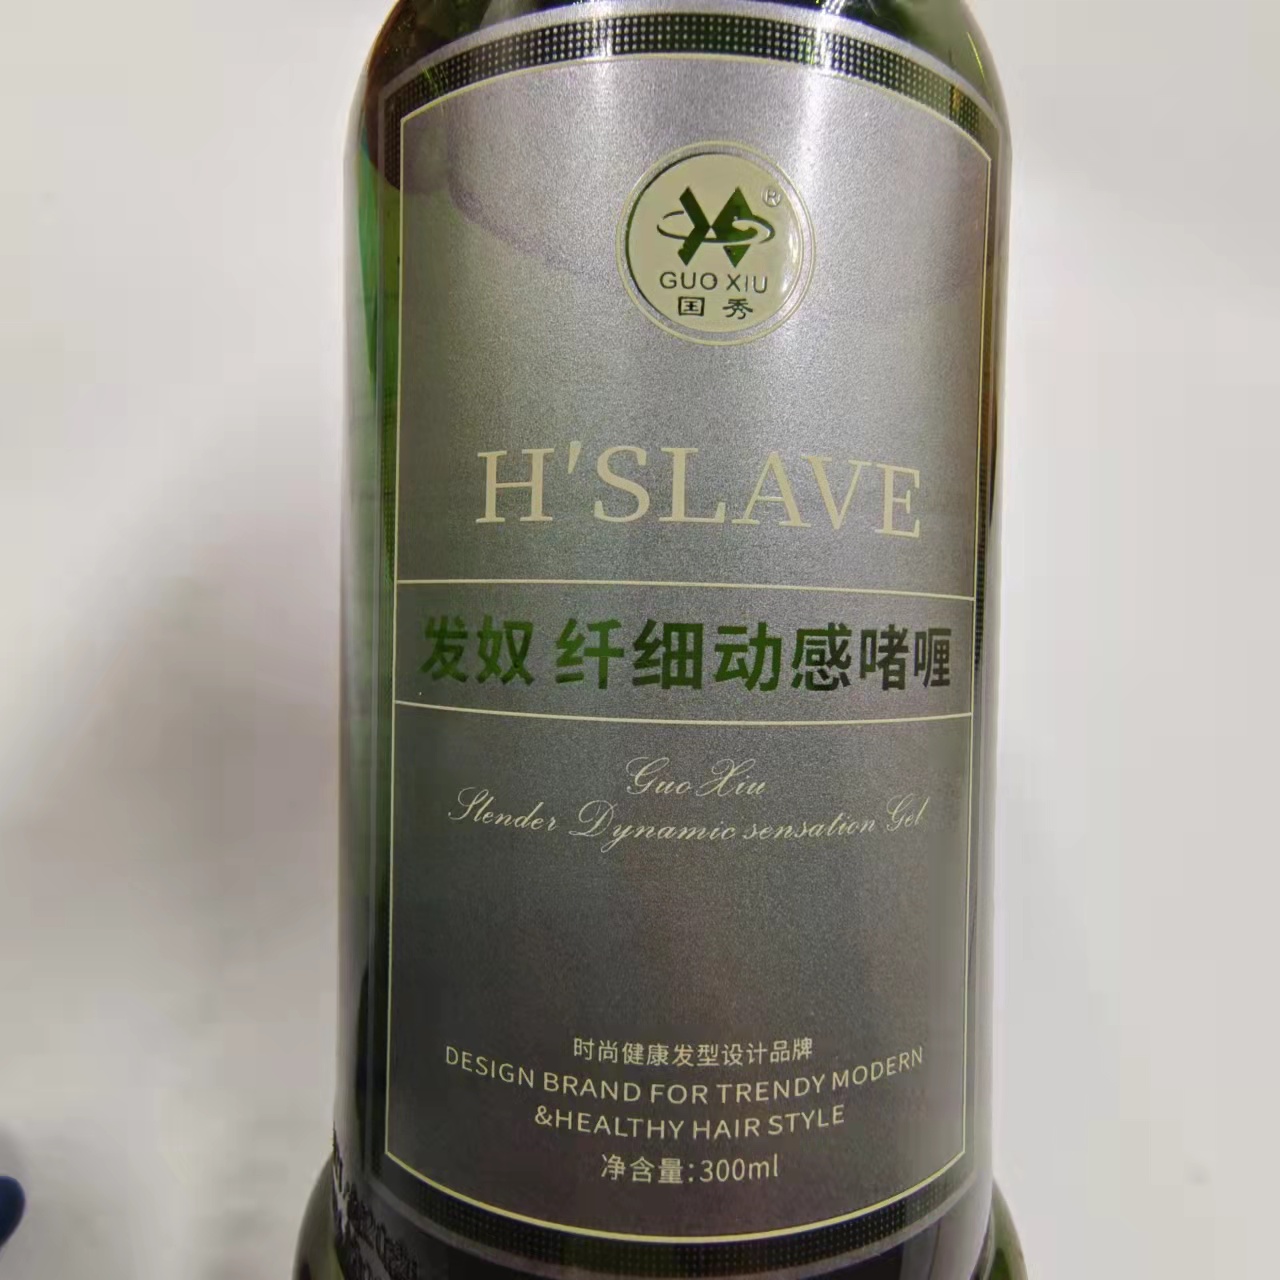 ®
GUO XIU
国秀
H'SLAVE
发奴 纤细动感啫喱
Guo Xiu
Slender Dynamic sensation Gel
时尚健康发型设计品牌
DESIGN BRAND FOR TRENDY MODERN
&HEALTHY HAIR STYLE
净含量:300ml